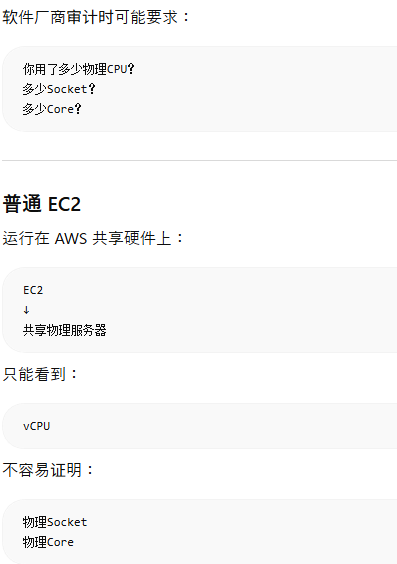 软件厂商审计时可能要求：
你用了多少物理CPU？
多少Socket？
多少Core？
普通 EC2
运行在 AWS 共享硬件上：
EC2
↓
共享物理服务器
只能看到：
vCPU
不容易证明：
物理Socket
物理Core